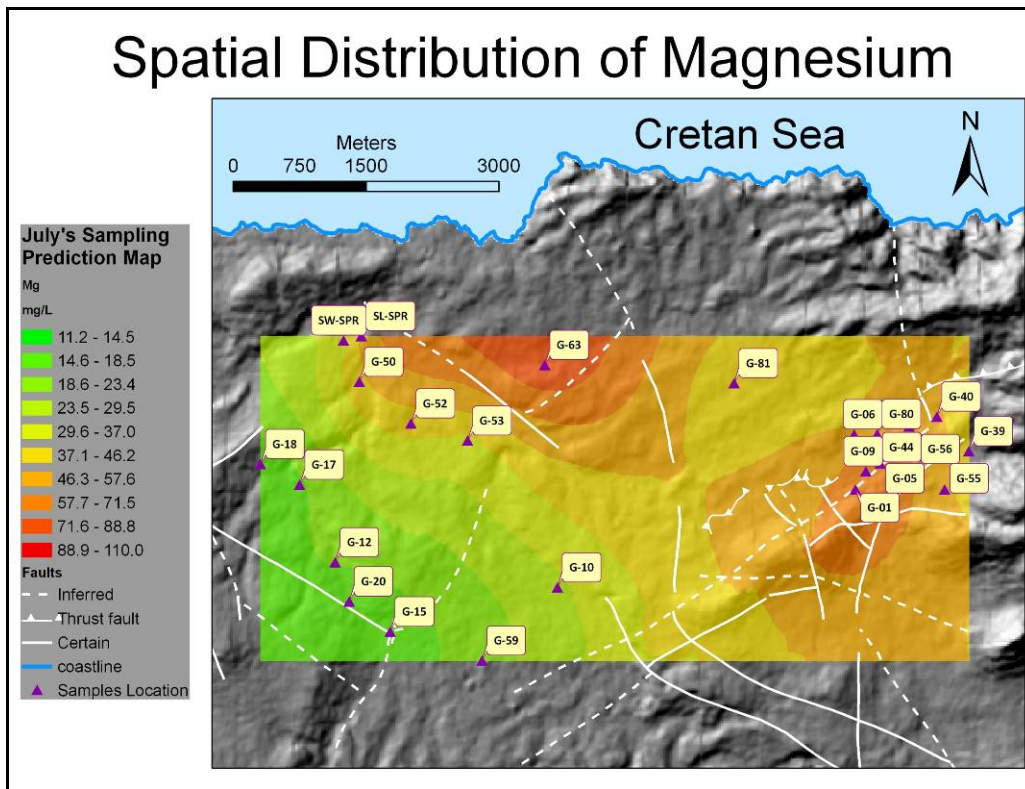 Spatial Distribution of Magnesium
Cretan Sea
N
Meters
0 750 1500 3000
July's Sampling
Prediction Map
Mg
mg/L
11.2 - 14.5
14.6 - 18.5
18.6 - 23.4
23.5 - 29.5
29.6 - 37.0
37.1 - 46.2
46.3 - 57.6
57.7 - 71.5
71.6 - 88.8
88.9 - 110.0
Faults
Inferred
Thrust fault
Certain
coastline
Samples Location
SW-SPR
SL-SPR
G-50
G-63
G-81
G-52
G-53
G-40
G-06
G-80
G-39
G-18
G-17
G-09
G-44
G-56
G-05
G-55
G-01
G-12
G-20
G-10
G-15
G-59